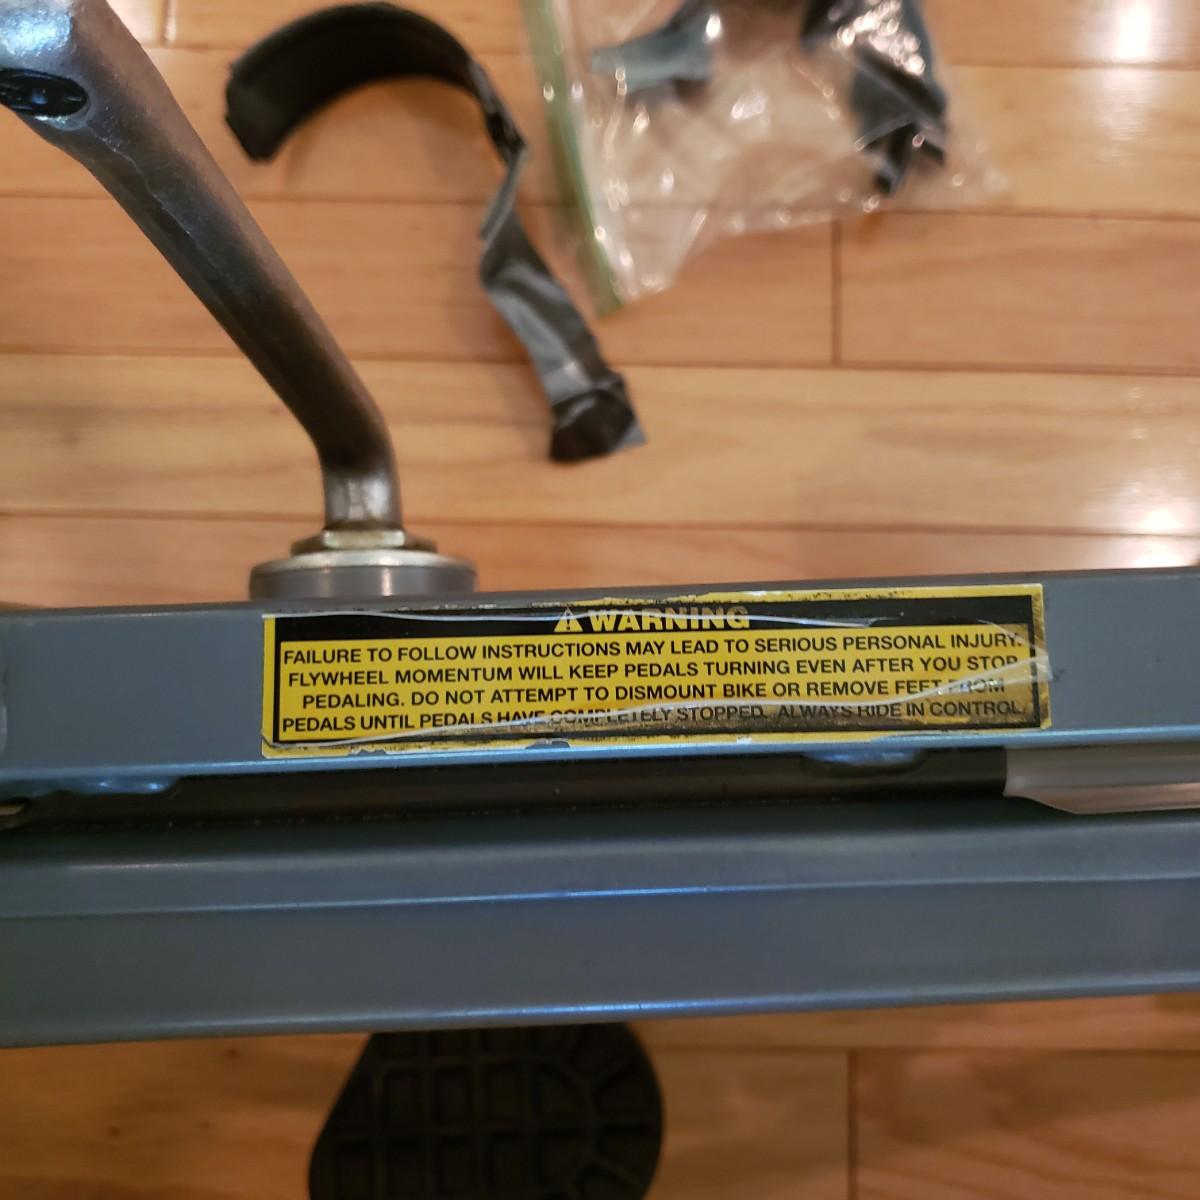 ⚠ WARNING
FAILURE TO FOLLOW INSTRUCTIONS MAY LEAD TO SERIOUS PERSONAL INJURY.
FLYWHEEL MOMENTUM WILL KEEP PEDALS TURNING EVEN AFTER YOU STOP
PEDALING. DO NOT ATTEMPT TO DISMOUNT BIKE OR REMOVE FEET FROM
PEDALS UNTIL PEDALS HAVE COMPLETELY STOPPED. ALWAYS RIDE IN CONTROL.